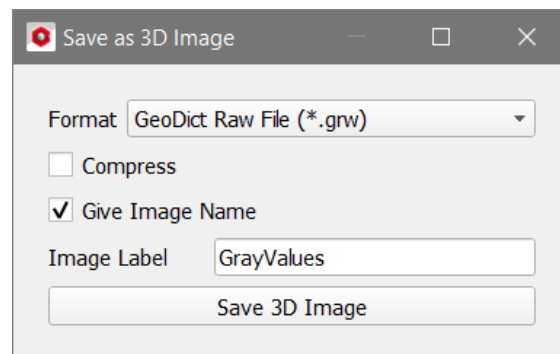 Save as 3D Image
Format GeoDict Raw File (*.grw)
Compress
Give Image Name
Image Label GrayValues
Save 3D Image